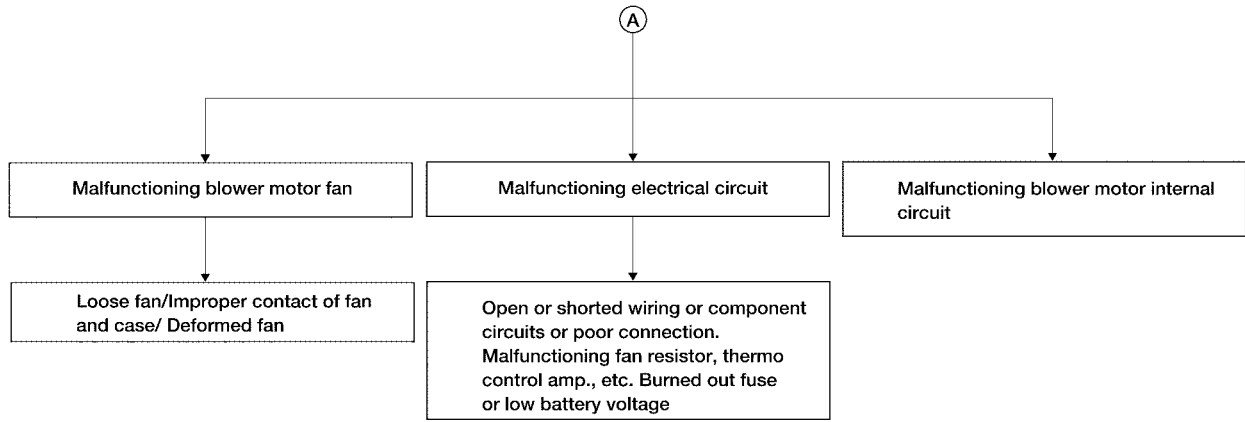 A
Malfunctioning blower motor fan
Malfunctioning electrical circuit
Malfunctioning blower motor internal
circuit
Loose fan/Improper contact of fan
and case/ Deformed fan
Open or shorted wiring or component
circuits or poor connection.
Malfunctioning fan resistor, thermo
control amp., etc. Burned out fuse
or low battery voltage